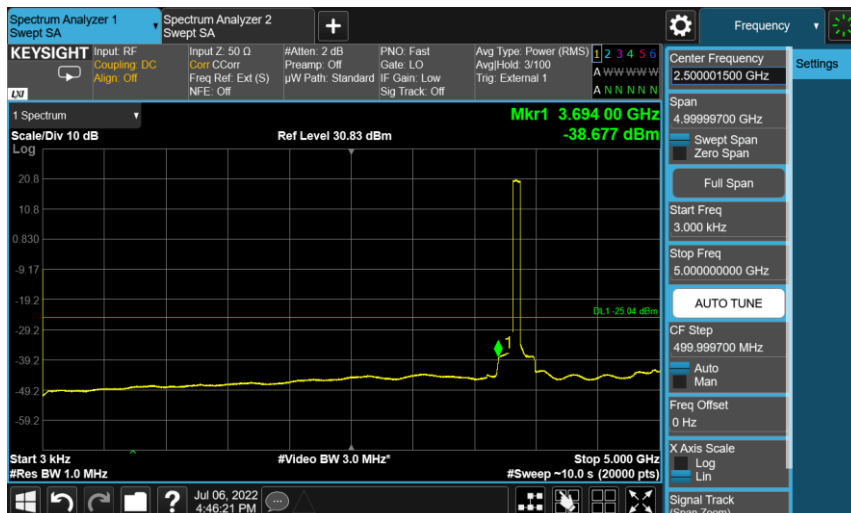 Spectrum Analyzer 1
Swept SA
Spectrum Analyzer 2
Swept SA
+
Frequency
KEYSIGHT
LXI
Input: RF
Coupling: DC
Align: Off
Input Z: 50 Ω
Corr CCorr
Freq Ref: Ext (S)
NFE: Off
#Atten: 2 dB
Preamp: Off
µW Path: Standard
PNO: Fast
Gate: LO
IF Gain: Low
Sig Track: Off
Avg Type: Power (RMS)
Avg|Hold: 3/100
Trig: External 1
1 2 3 4 5 6
A W W W W W
A N N N N N
1 Spectrum
Scale/Div 10 dB
Log
Ref Level 30.83 dBm
Mkr1 3.694 00 GHz
-38.677 dBm
20.8
10.8
0.830
-9.17
-19.2
DL1 -25.04 dBm
-29.2
1
-39.2
-49.2
-59.2
Start 3 kHz
#Res BW 1.0 MHz
#Video BW 3.0 MHz*
Stop 5.000 GHz
#Sweep ~10.0 s (20000 pts)
?
Jul 06, 2022
4:46:21 PM
Center Frequency
2.500001500 GHz
Span
4.99999700 GHz
Swept Span
Zero Span
Full Span
Start Freq
3.000 kHz
Stop Freq
5.000000000 GHz
AUTO TUNE
CF Step
499.999700 MHz
Auto
Man
Freq Offset
0 Hz
X Axis Scale
Log
Lin
Signal Track
(Span Zoom)
Settings